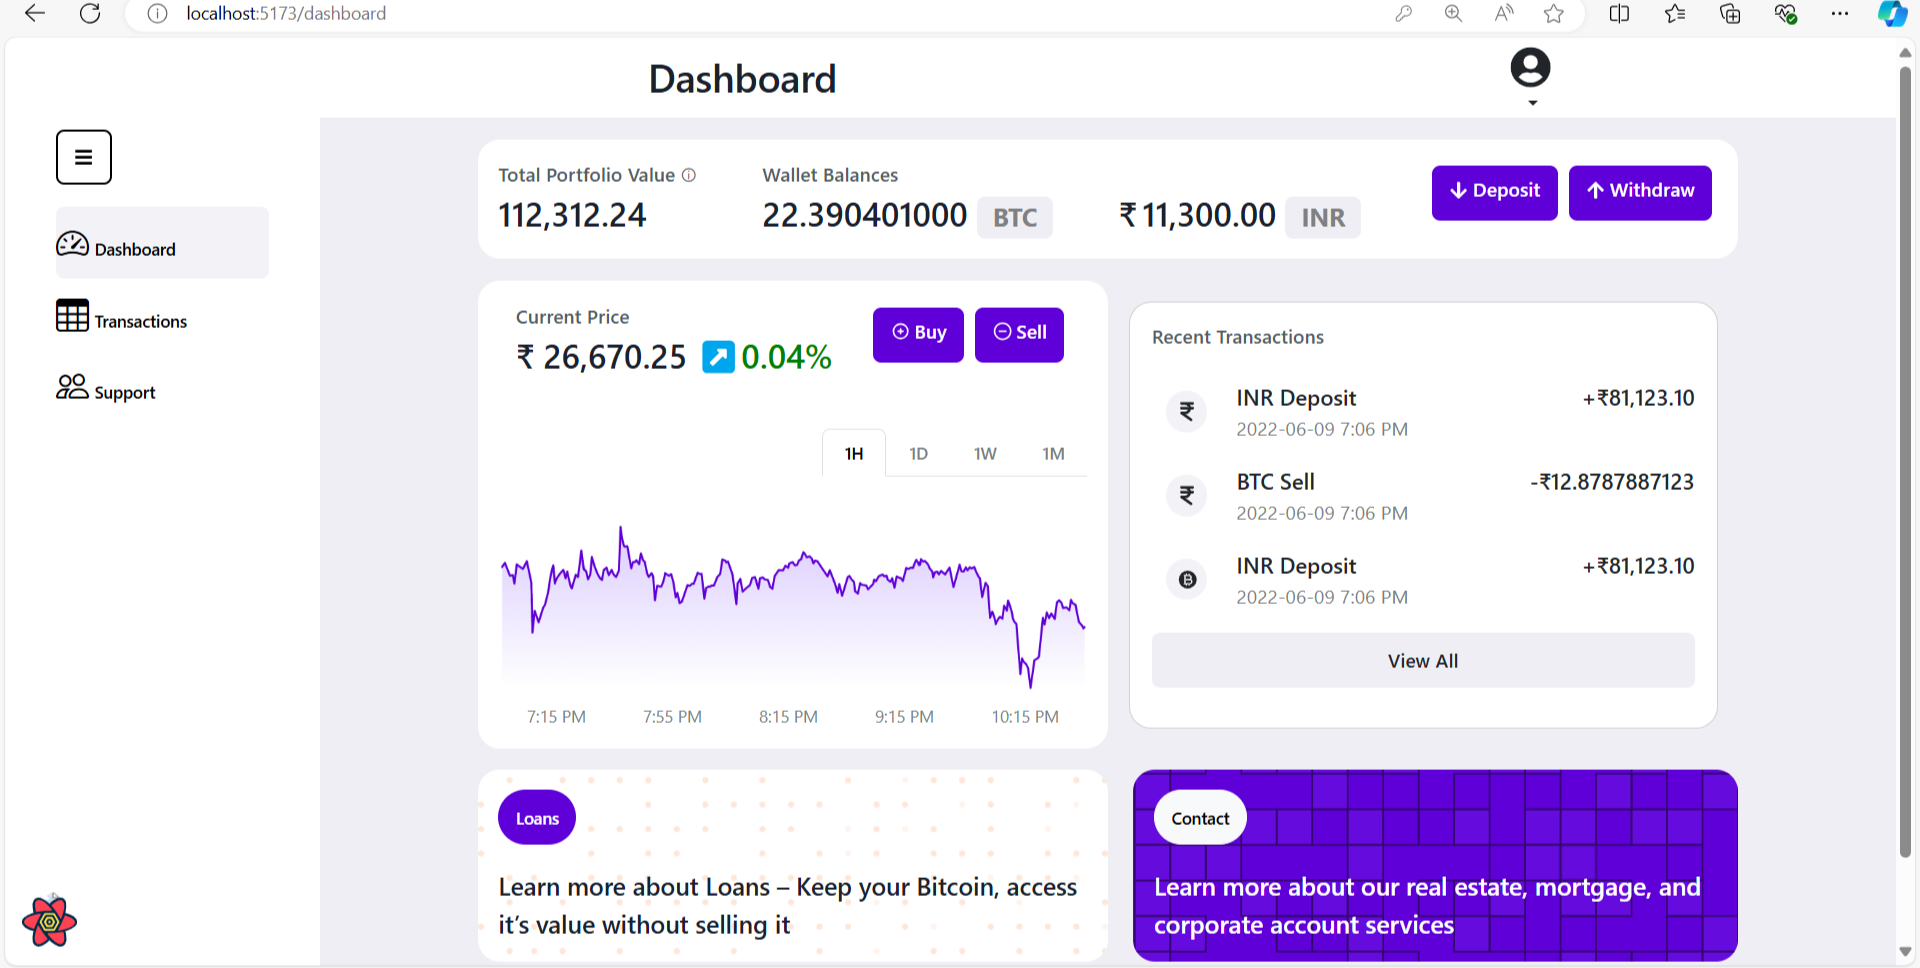 localhost:5173/dashboard
Dashboard
Dashboard
Transactions
Support
Total Portfolio Value
112,312.24
Wallet Balances
22.390401000 BTC
₹ 11,300.00 INR
Deposit
Withdraw
Current Price
₹ 26,670.25 0.04%
Buy
Sell
1H 1D 1W 1M
7:15 PM 7:55 PM 8:15 PM 9:15 PM 10:15 PM
Recent Transactions
₹
INR Deposit +₹81,123.10
2022-06-09 7:06 PM
₹
BTC Sell -₹12.8787887123
2022-06-09 7:06 PM
INR Deposit +₹81,123.10
2022-06-09 7:06 PM
View All
Loans
Learn more about Loans – Keep your Bitcoin, access
it’s value without selling it
Contact
Learn more about our real estate, mortgage, and
corporate account services